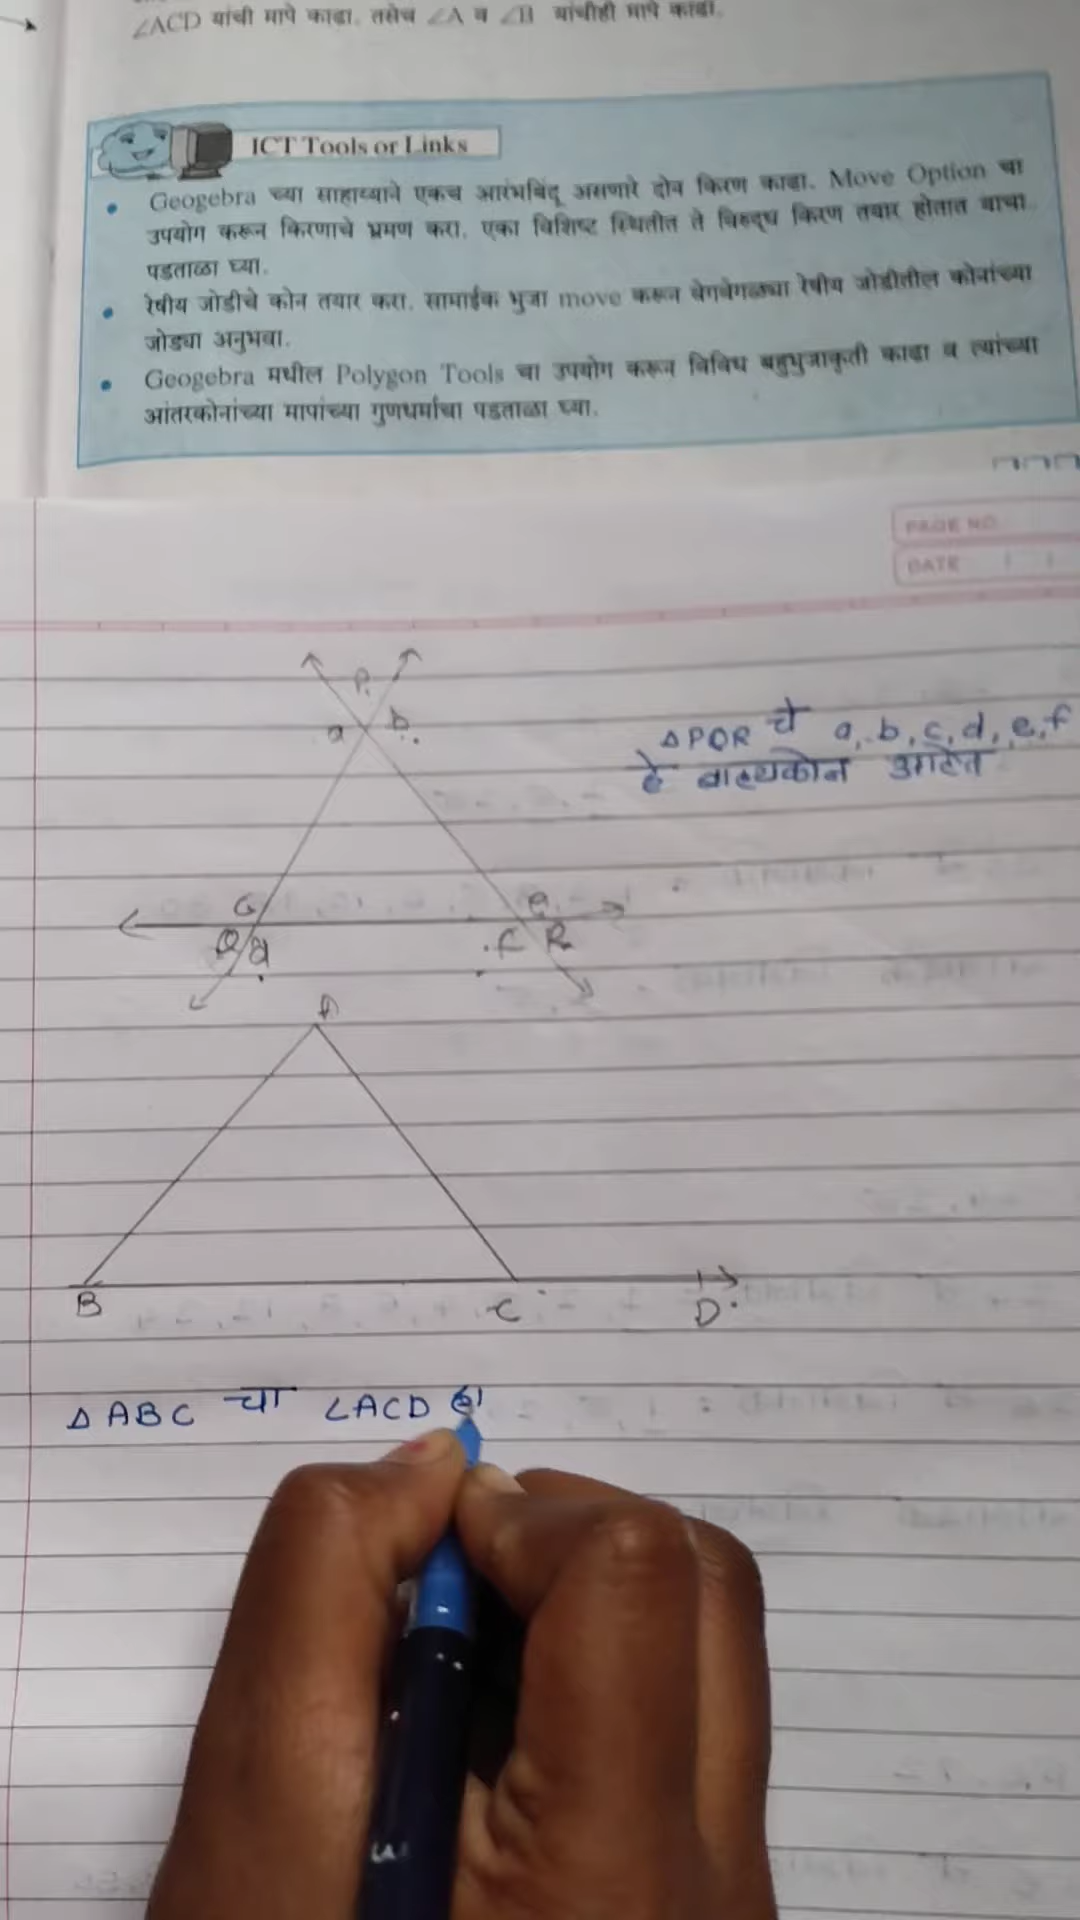 ∠ACD यांची मापे काढा. तसेच ∠A व ∠B यांचीही मापे काढा.
ICT Tools or Links
• Geogebra च्या साहाय्याने एकच आरंभबिंदू असणारे दोन किरण काढा. Move Option चा
उपयोग करून किरणाचे भ्रमण करा. एका विशिष्ट स्थितीत ते विरुद्ध किरण तयार होतात याचा
पडताळा घ्या.
• रेषीय जोडीचे कोन तयार करा. सामाईक भुजा move करून वेगवेगळ्या रेषीय जोडीतील कोनांच्या
जोड्या अनुभवा.
• Geogebra मधील Polygon Tools चा उपयोग करून विविध बहुभुजाकृती काढा व त्यांच्या
आंतरकोनांच्या मापांच्या गुणधर्माचा पडताळा घ्या.
PAGE NO.
DATE
P
a b
△PQR चे a, b, c, d, e, f
हे बाह्यकोन आहेत
c e
Q d f R
A
B C D
△ABC चा ∠ACD हा